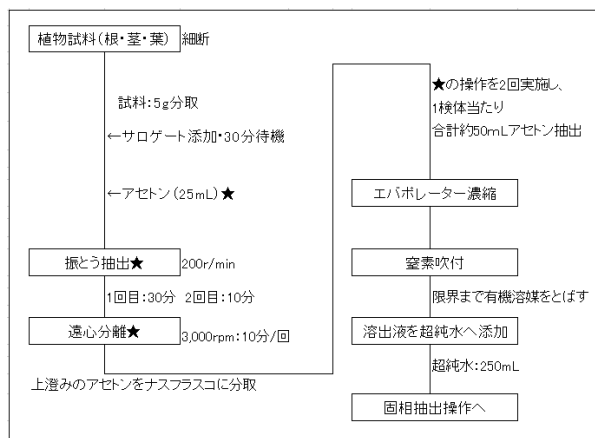 植物試料(根・茎・葉) 細断
試料:5g分取
←サロゲート添加・30分待機
←アセトン(25mL)★
振とう抽出★ 200r/min
1回目:30分 2回目:10分
遠心分離★ 3,000rpm:10分/回
上澄みのアセトンをナスフラスコに分取
★の操作を2回実施し、
1検体当たり
合計約50mLアセトン抽出
エバポレーター濃縮
窒素吹付
限界まで有機溶媒をとばす
溶出液を超純水へ添加
超純水:250mL
固相抽出操作へ